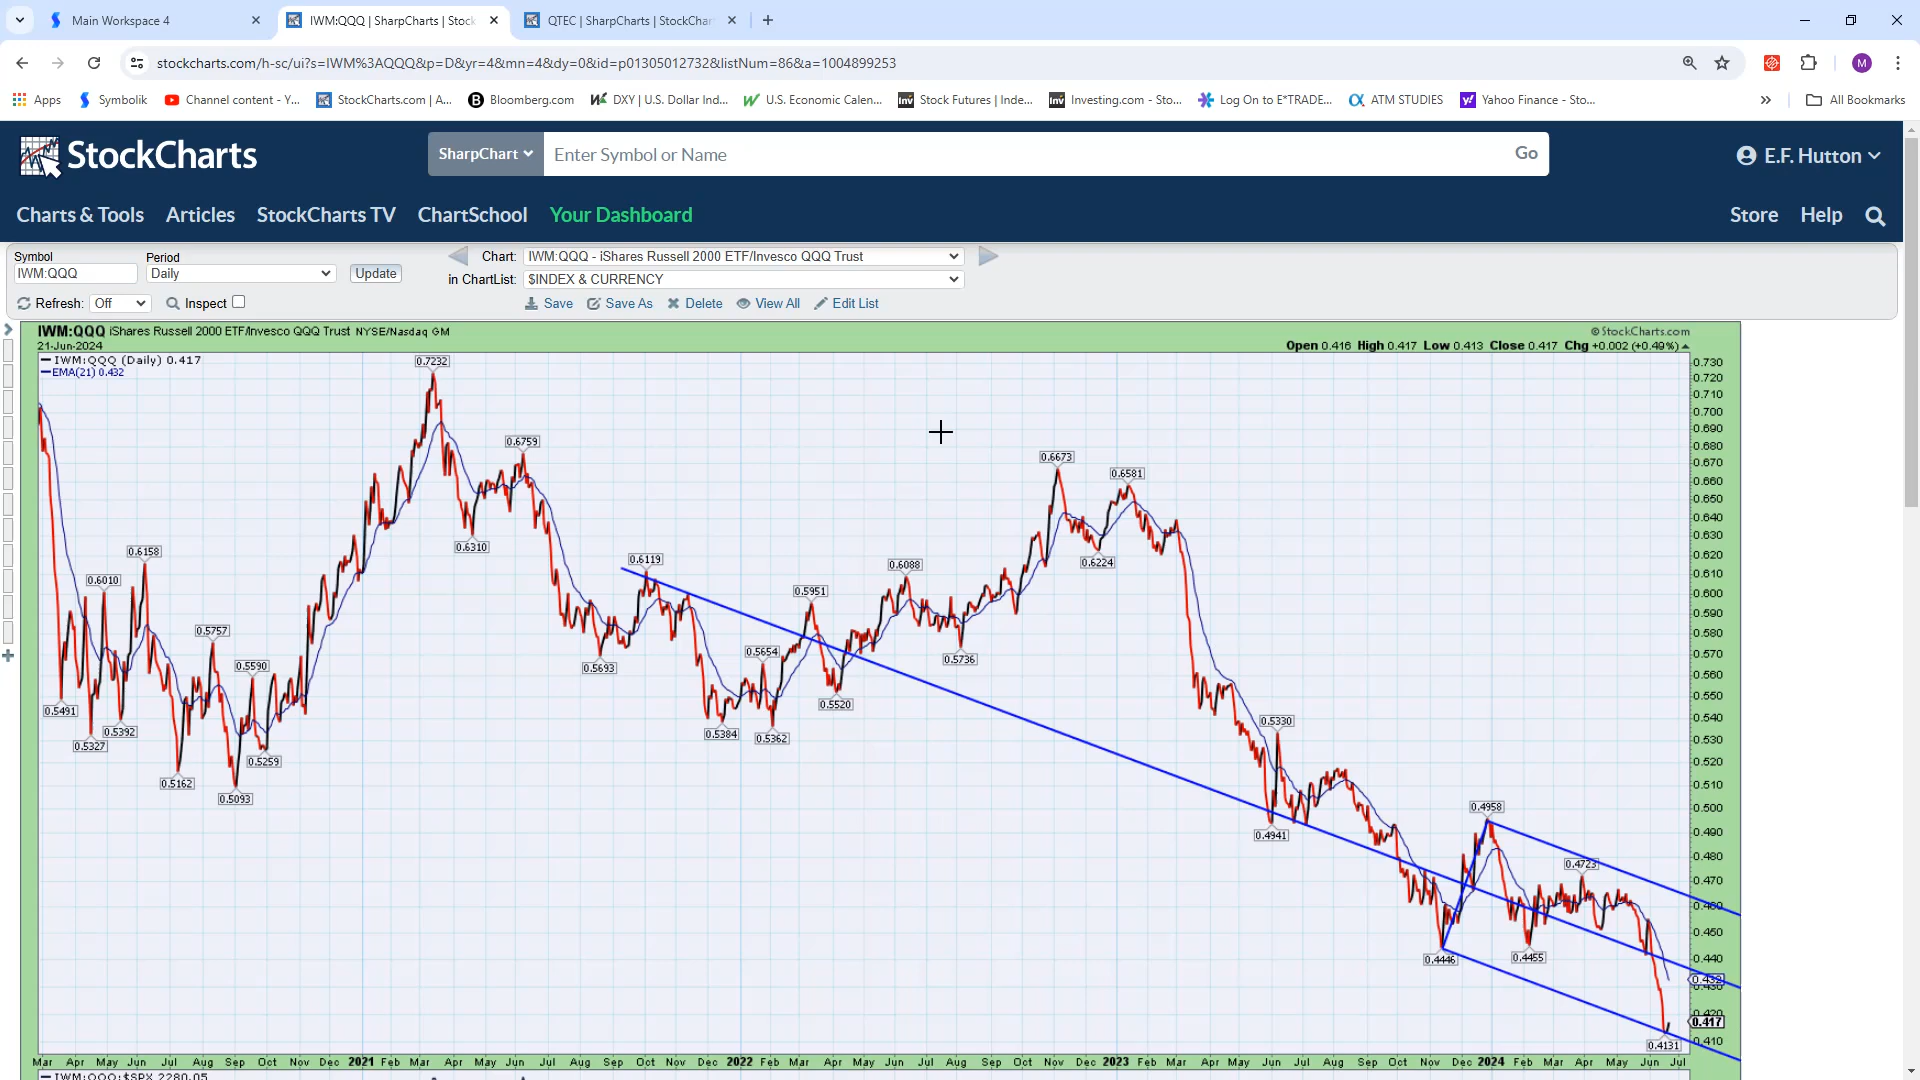 Main Workspace 4
IWM:QQQ | SharpCharts | Stock
QTEC | SharpCharts | StockChar
stockcharts.com/h-sc/ui?s=IWM%3AQQQ&p=D&yr=4&mn=4&dy=0&id=p01305012732&listNum=86&a=1004899253
M
Apps
Symbolik
Channel content - Y...
StockCharts.com | A...
Bloomberg.com
DXY | U.S. Dollar Ind...
U.S. Economic Calen...
Stock Futures | Inde...
Investing.com - Sto...
Log On to E*TRADE...
ATM STUDIES
Yahoo Finance - Sto...
All Bookmarks
StockCharts
SharpChart
Enter Symbol or Name
Go
E.F. Hutton
Charts & Tools
Articles
StockCharts TV
ChartSchool
Your Dashboard
Store
Help
Symbol
Period
Chart:
IWM:QQQ - iShares Russell 2000 ETF/Invesco QQQ Trust
IWM:QQQ
Daily
Update
in ChartList:
$INDEX & CURRENCY
Refresh:
Off
Inspect
Save
Save As
Delete
View All
Edit List
IWM:QQQ iShares Russell 2000 ETF/Invesco QQQ Trust NYSE/Nasdaq GM
© StockCharts.com
21-Jun-2024
Open 0.416 High 0.417 Low 0.413 Close 0.417 Chg +0.002 (+0.49%)
IWM:QQQ (Daily) 0.417
EMA(21) 0.432
0.7232
0.6759
0.6310
0.6158
0.6010
0.5757
0.5590
0.5491
0.5327
0.5392
0.5162
0.5093
0.5259
0.6119
0.5693
0.5384
0.5654
0.5362
0.5951
0.5520
0.6088
0.5736
0.6673
0.6224
0.6581
0.5330
0.4941
0.4958
0.4723
0.4446
0.4455
0.4131
0.730
0.720
0.710
0.700
0.690
0.680
0.670
0.660
0.650
0.640
0.630
0.620
0.610
0.600
0.590
0.580
0.570
0.560
0.550
0.540
0.530
0.520
0.510
0.500
0.490
0.480
0.470
0.460
0.450
0.440
0.432
0.430
0.420
0.417
0.410
Mar Apr May Jun Jul Aug Sep Oct Nov Dec 2021 Feb Mar Apr May Jun Jul Aug Sep Oct Nov Dec 2022 Feb Mar Apr May Jun Jul Aug Sep Oct Nov Dec 2023 Feb Mar Apr May Jun Jul Aug Sep Oct Nov Dec 2024 Feb Mar Apr May Jun Jul
IWM:QQQ:$SPX 2280.05